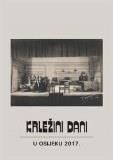 KRLEŽINI DANI
U OSIJEKU 2017.